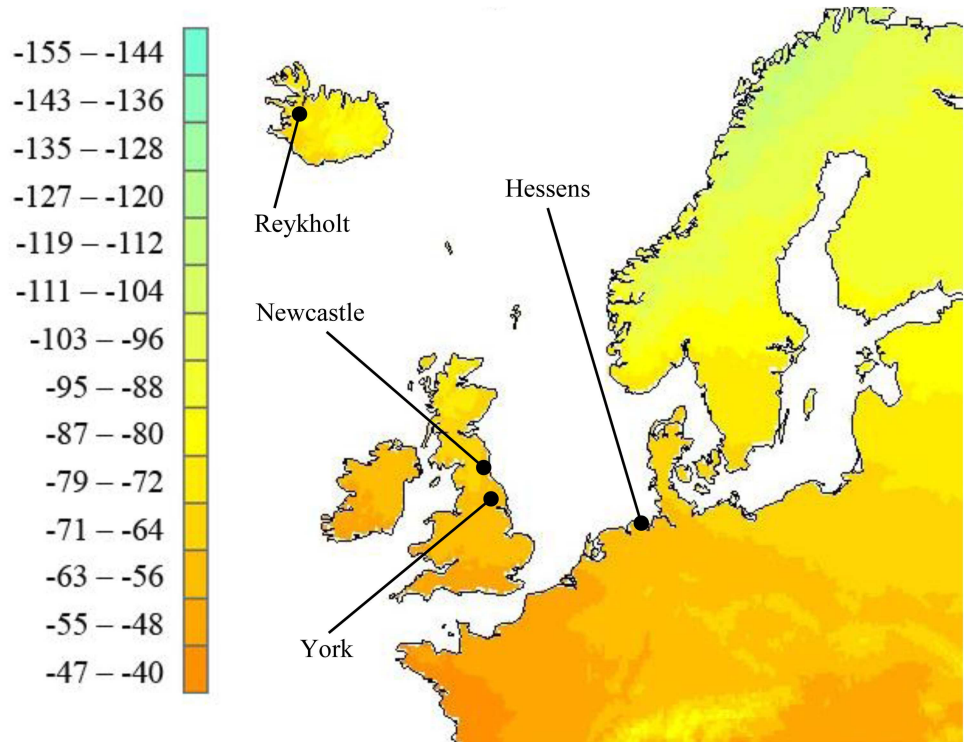 -155 – -144
-143 – -136
-135 – -128
-127 – -120
-119 – -112
-111 – -104
-103 – -96
-95 – -88
-87 – -80
-79 – -72
-71 – -64
-63 – -56
-55 – -48
-47 – -40
Reykholt
Hessens
Newcastle
York